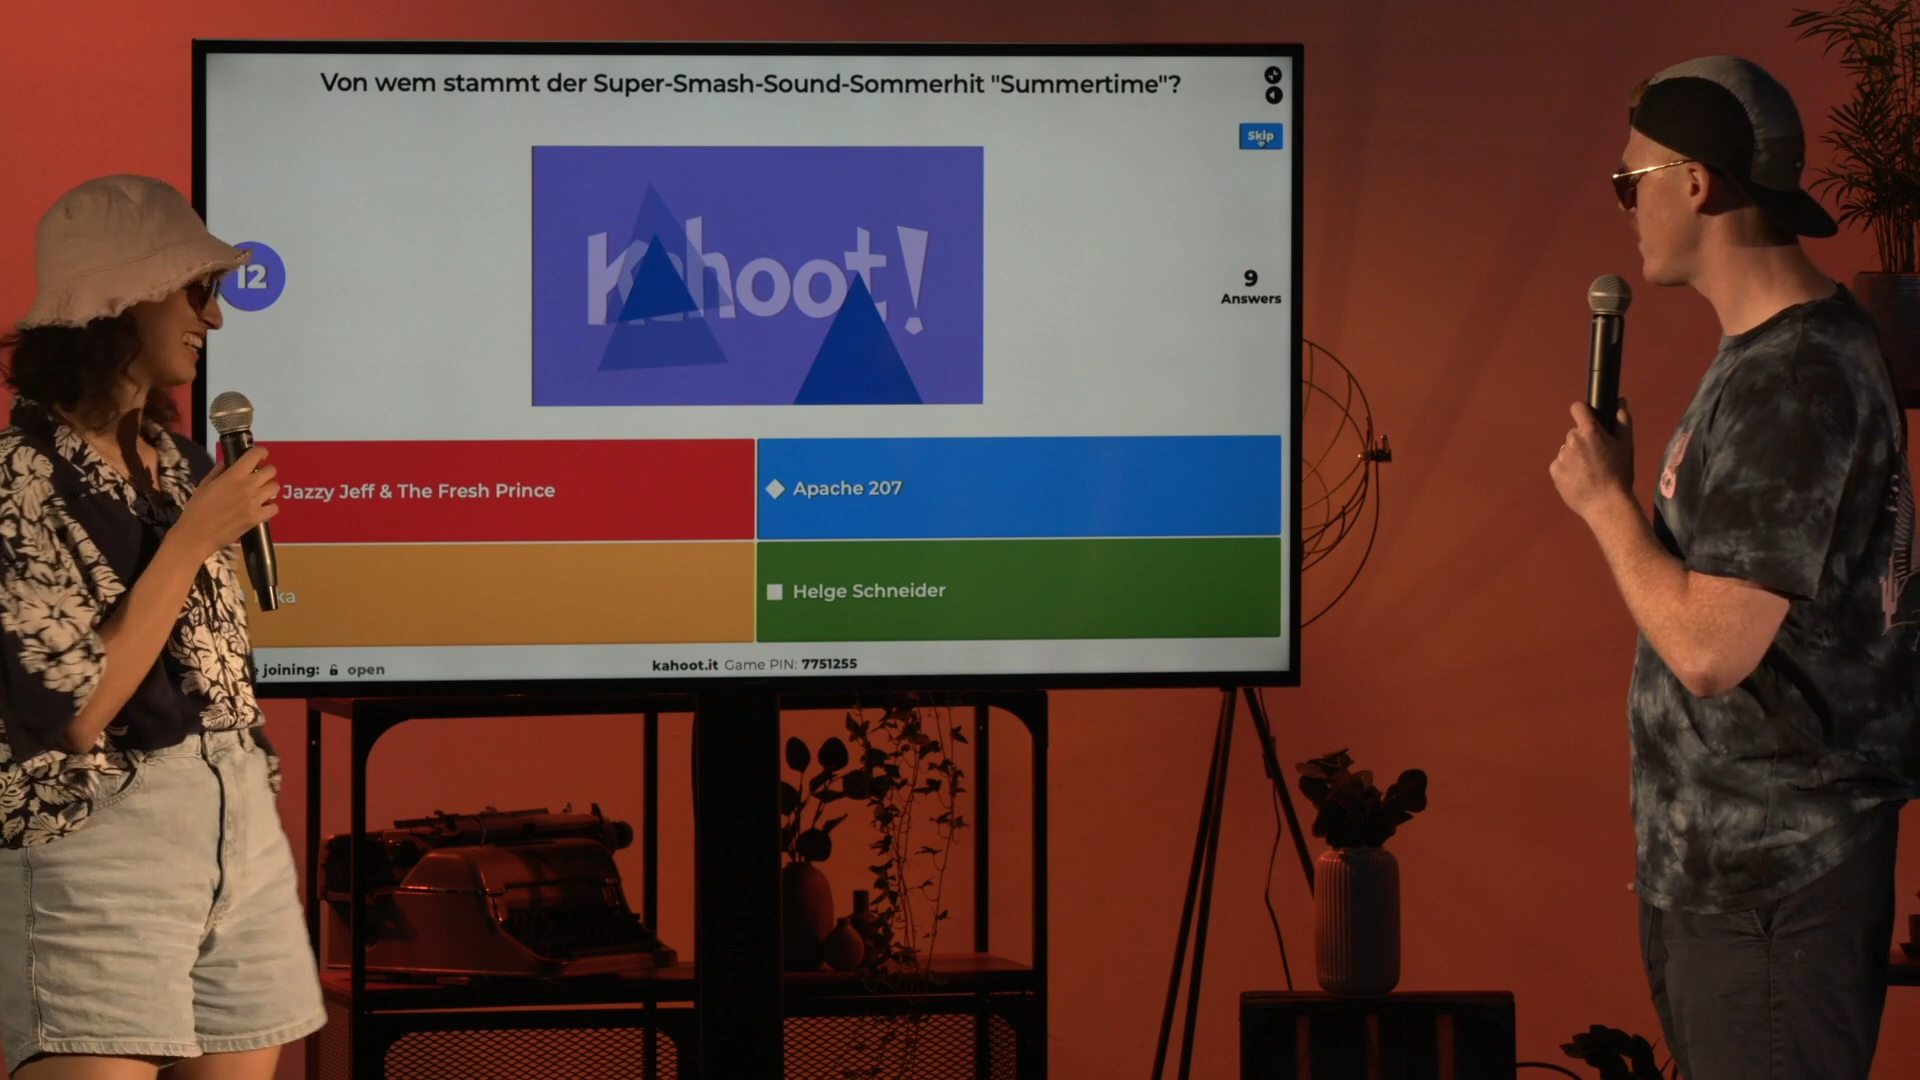 Von wem stammt der Super-Smash-Sound-Sommerhit "Summertime"?
Skip
12
Kahoot!
9
Answers
Jazzy Jeff & The Fresh Prince
Apache 207
Helge Schneider
joining: open
kahoot.it Game PIN: 7751255